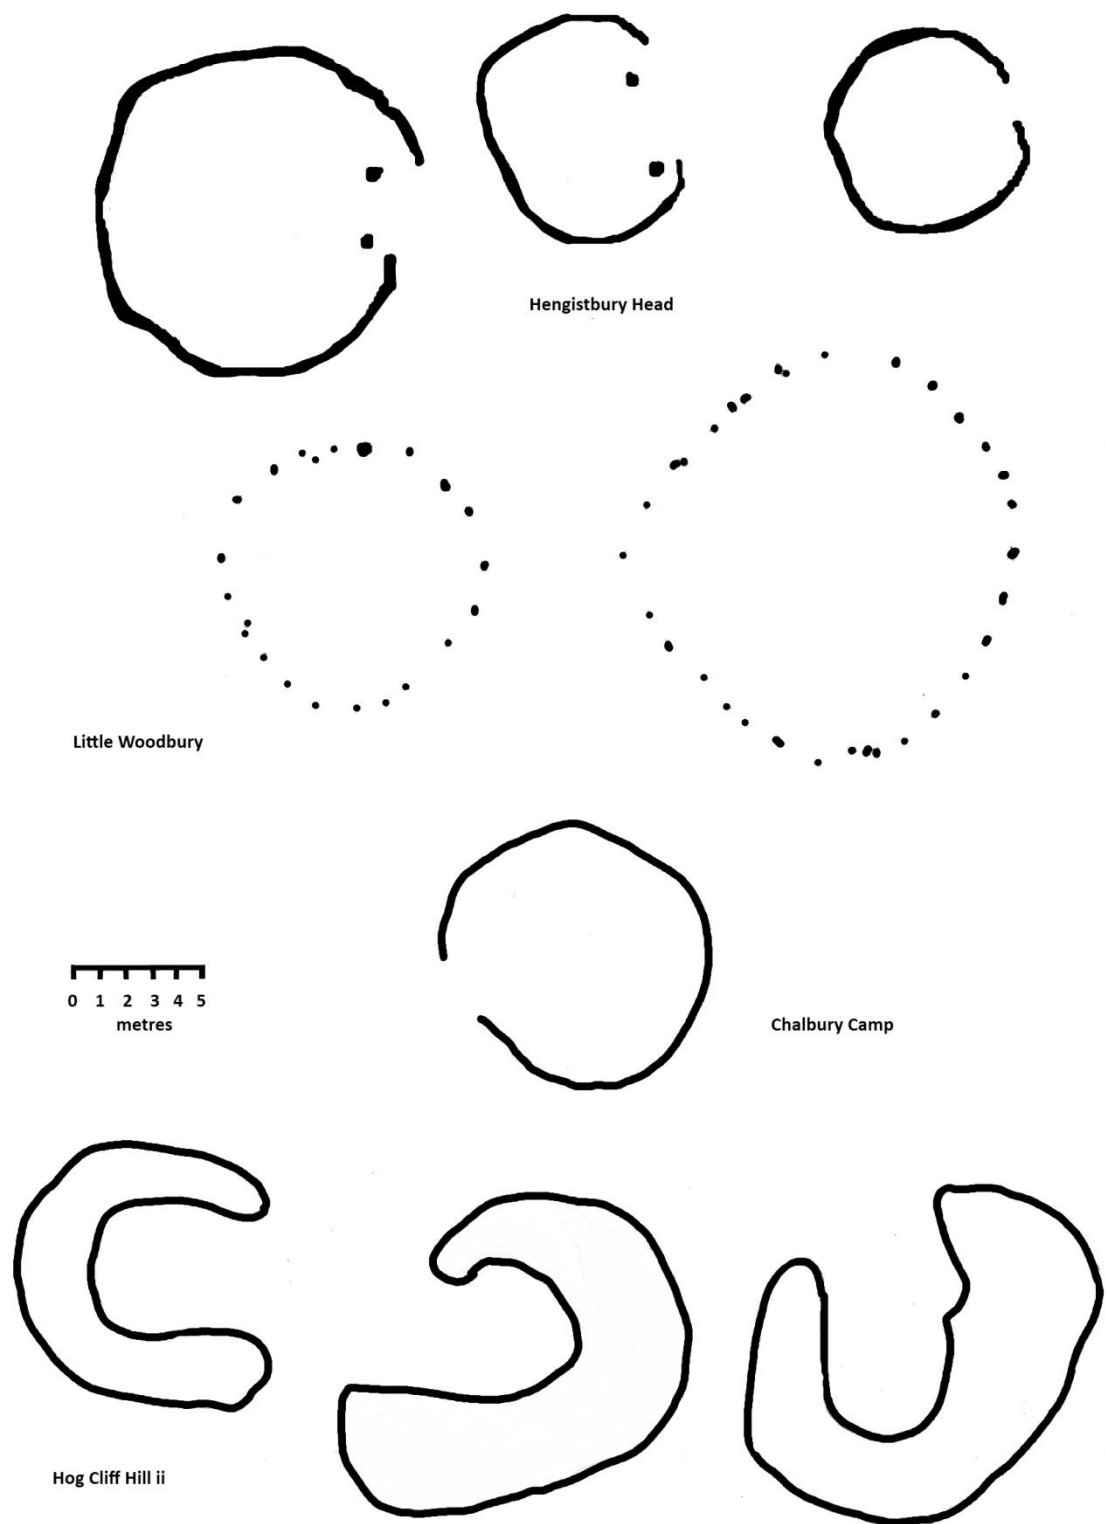 Hengistbury Head
Little Woodbury
0 1 2 3 4 5
metres
Chalbury Camp
Hog Cliff Hill ii